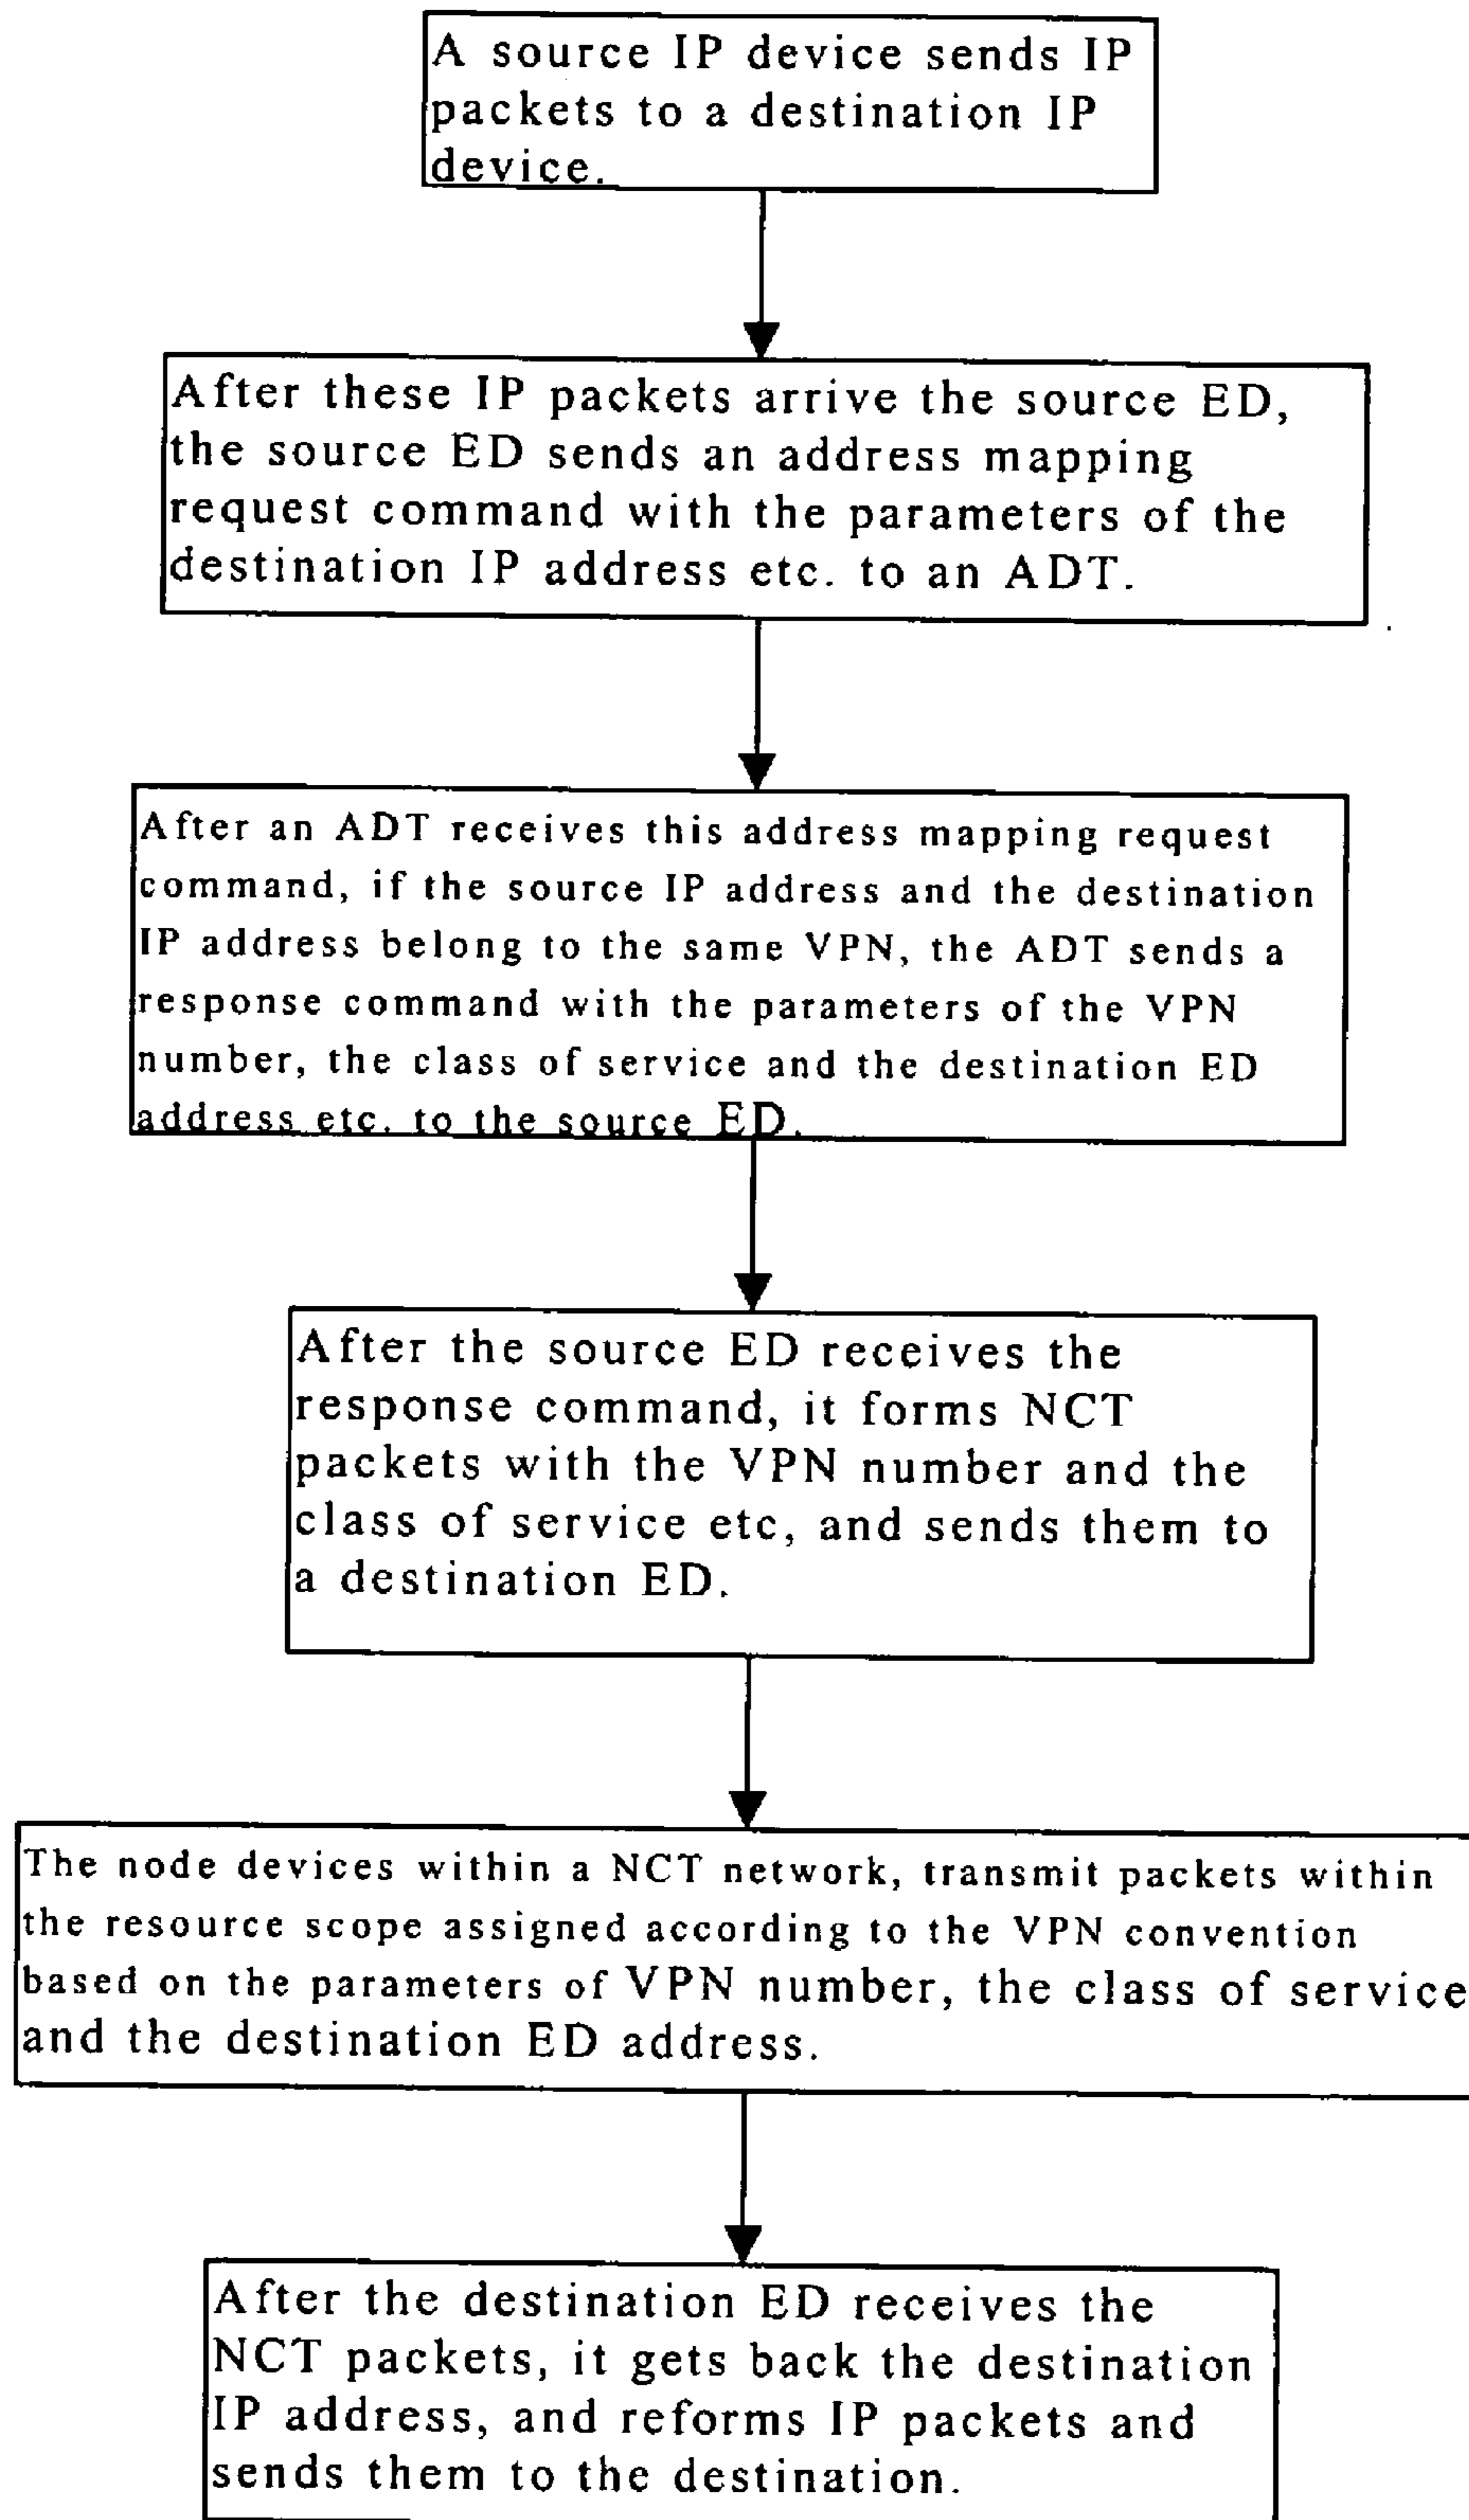 A source IP device sends IP
packets to a destination IP
device.
After these IP packets arrive the source ED,
the source ED sends an address mapping
request command with the parameters of the
destination IP address etc. to an ADT.
After an ADT receives this address mapping request
command, if the source IP address and the destination
IP address belong to the same VPN, the ADT sends a
response command with the parameters of the VPN
number, the class of service and the destination ED
address etc. to the source ED.
After the source ED receives the
response command, it forms NCT
packets with the VPN number and the
class of service etc, and sends them to
a destination ED.
The node devices within a NCT network, transmit packets within
the resource scope assigned according to the VPN convention
based on the parameters of VPN number, the class of service
and the destination ED address.
After the destination ED receives the
NCT packets, it gets back the destination
IP address, and reforms IP packets and
sends them to the destination.